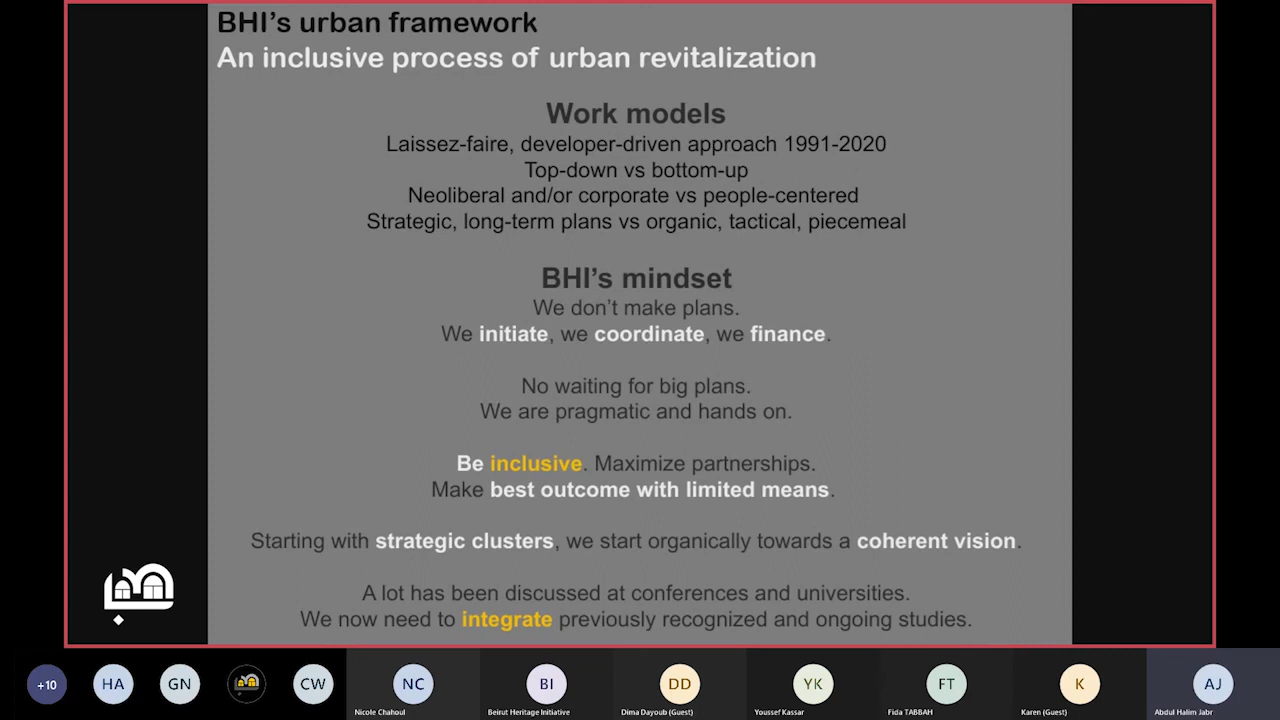 BHI's urban framework
An inclusive process of urban revitalization
Work models
Laissez-faire, developer-driven approach 1991-2020
Top-down vs bottom-up
Neoliberal and/or corporate vs people-centered
Strategic, long-term plans vs organic, tactical, piecemeal
BHI's mindset
We don't make plans.
We initiate, we coordinate, we finance.
No waiting for big plans.
We are pragmatic and hands on.
Be inclusive. Maximize partnerships.
Make best outcome with limited means.
Starting with strategic clusters, we start organically towards a coherent vision.
A lot has been discussed at conferences and universities.
We now need to integrate previously recognized and ongoing studies.
+10 HA GN CW NC BI DD YK FT K AJ
Nicole Chahoul Beirut Heritage Initiative Dima Dayoub (Guest) Youssef Kassar Fida TABBAH Karen (Guest) Abdul Halim Jabr